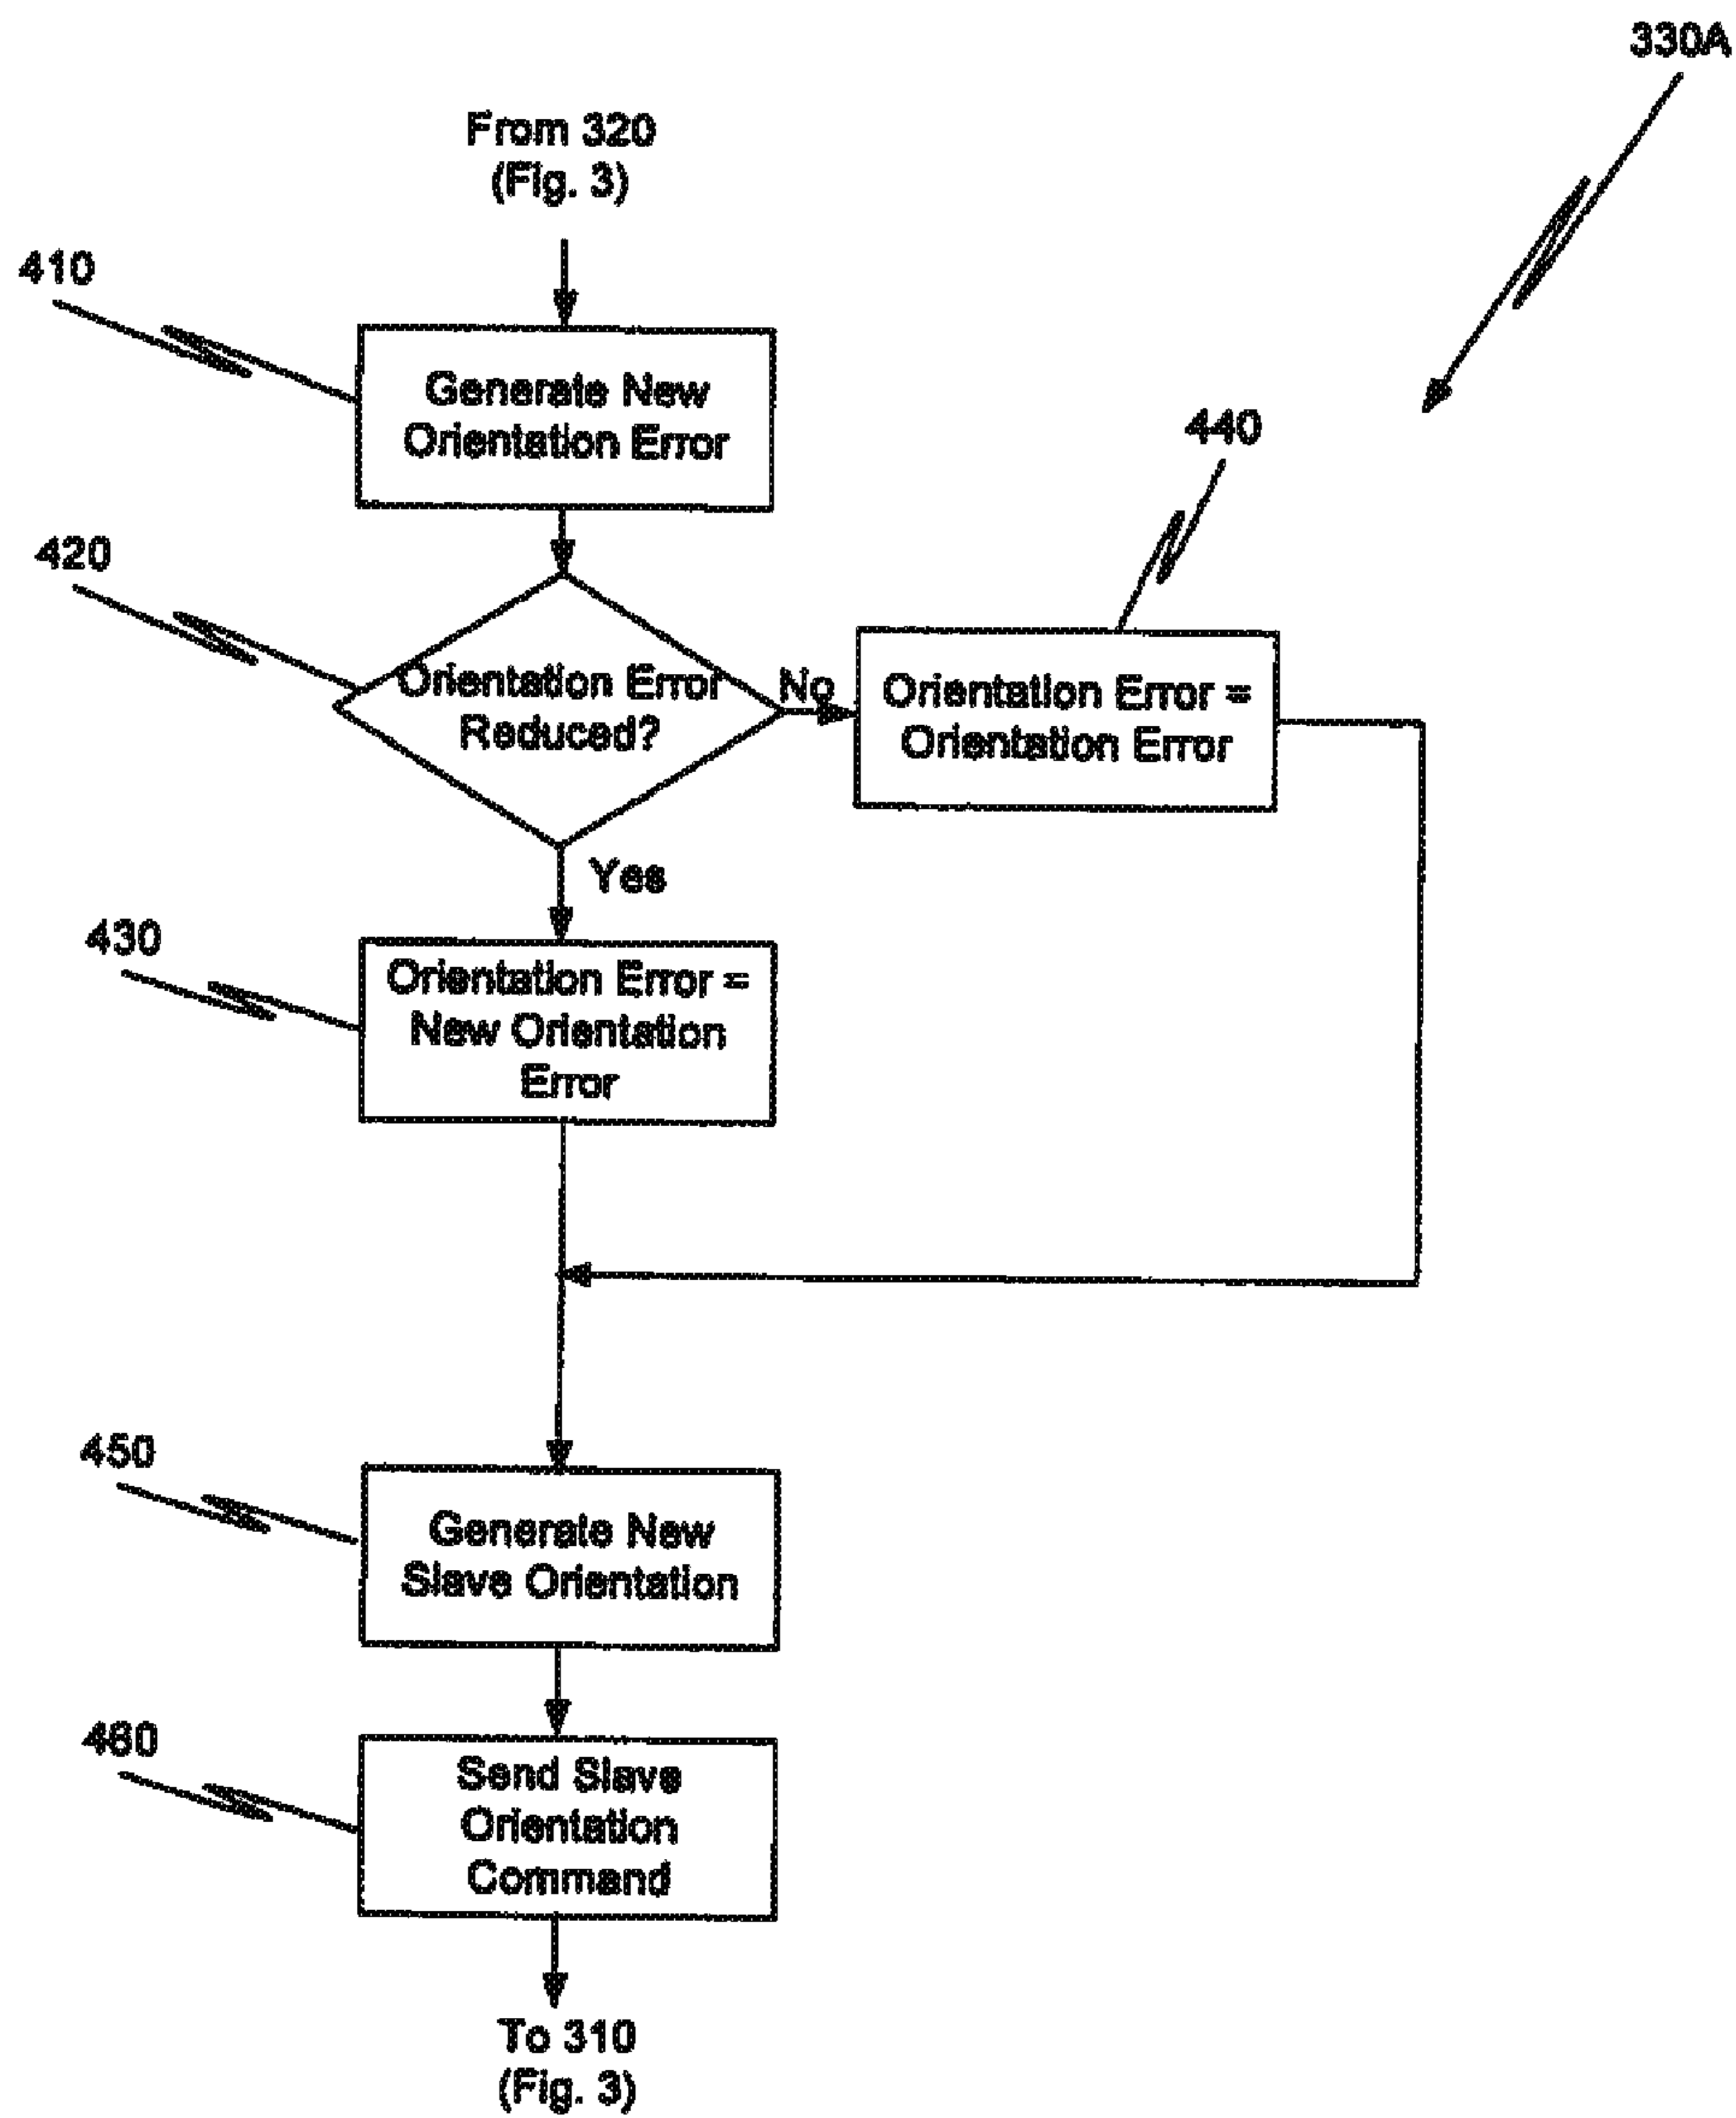 330A
From 320
(Fig. 3)
410
Generate New
Orientation Error
420
440
Orientation Error
Reduced?
No
Orientation Error =
Orientation Error
Yes
430
Orientation Error =
New Orientation
Error
450
Generate New
Slave Orientation
460
Send Slave
Orientation
Command
To 310
(Fig. 3)